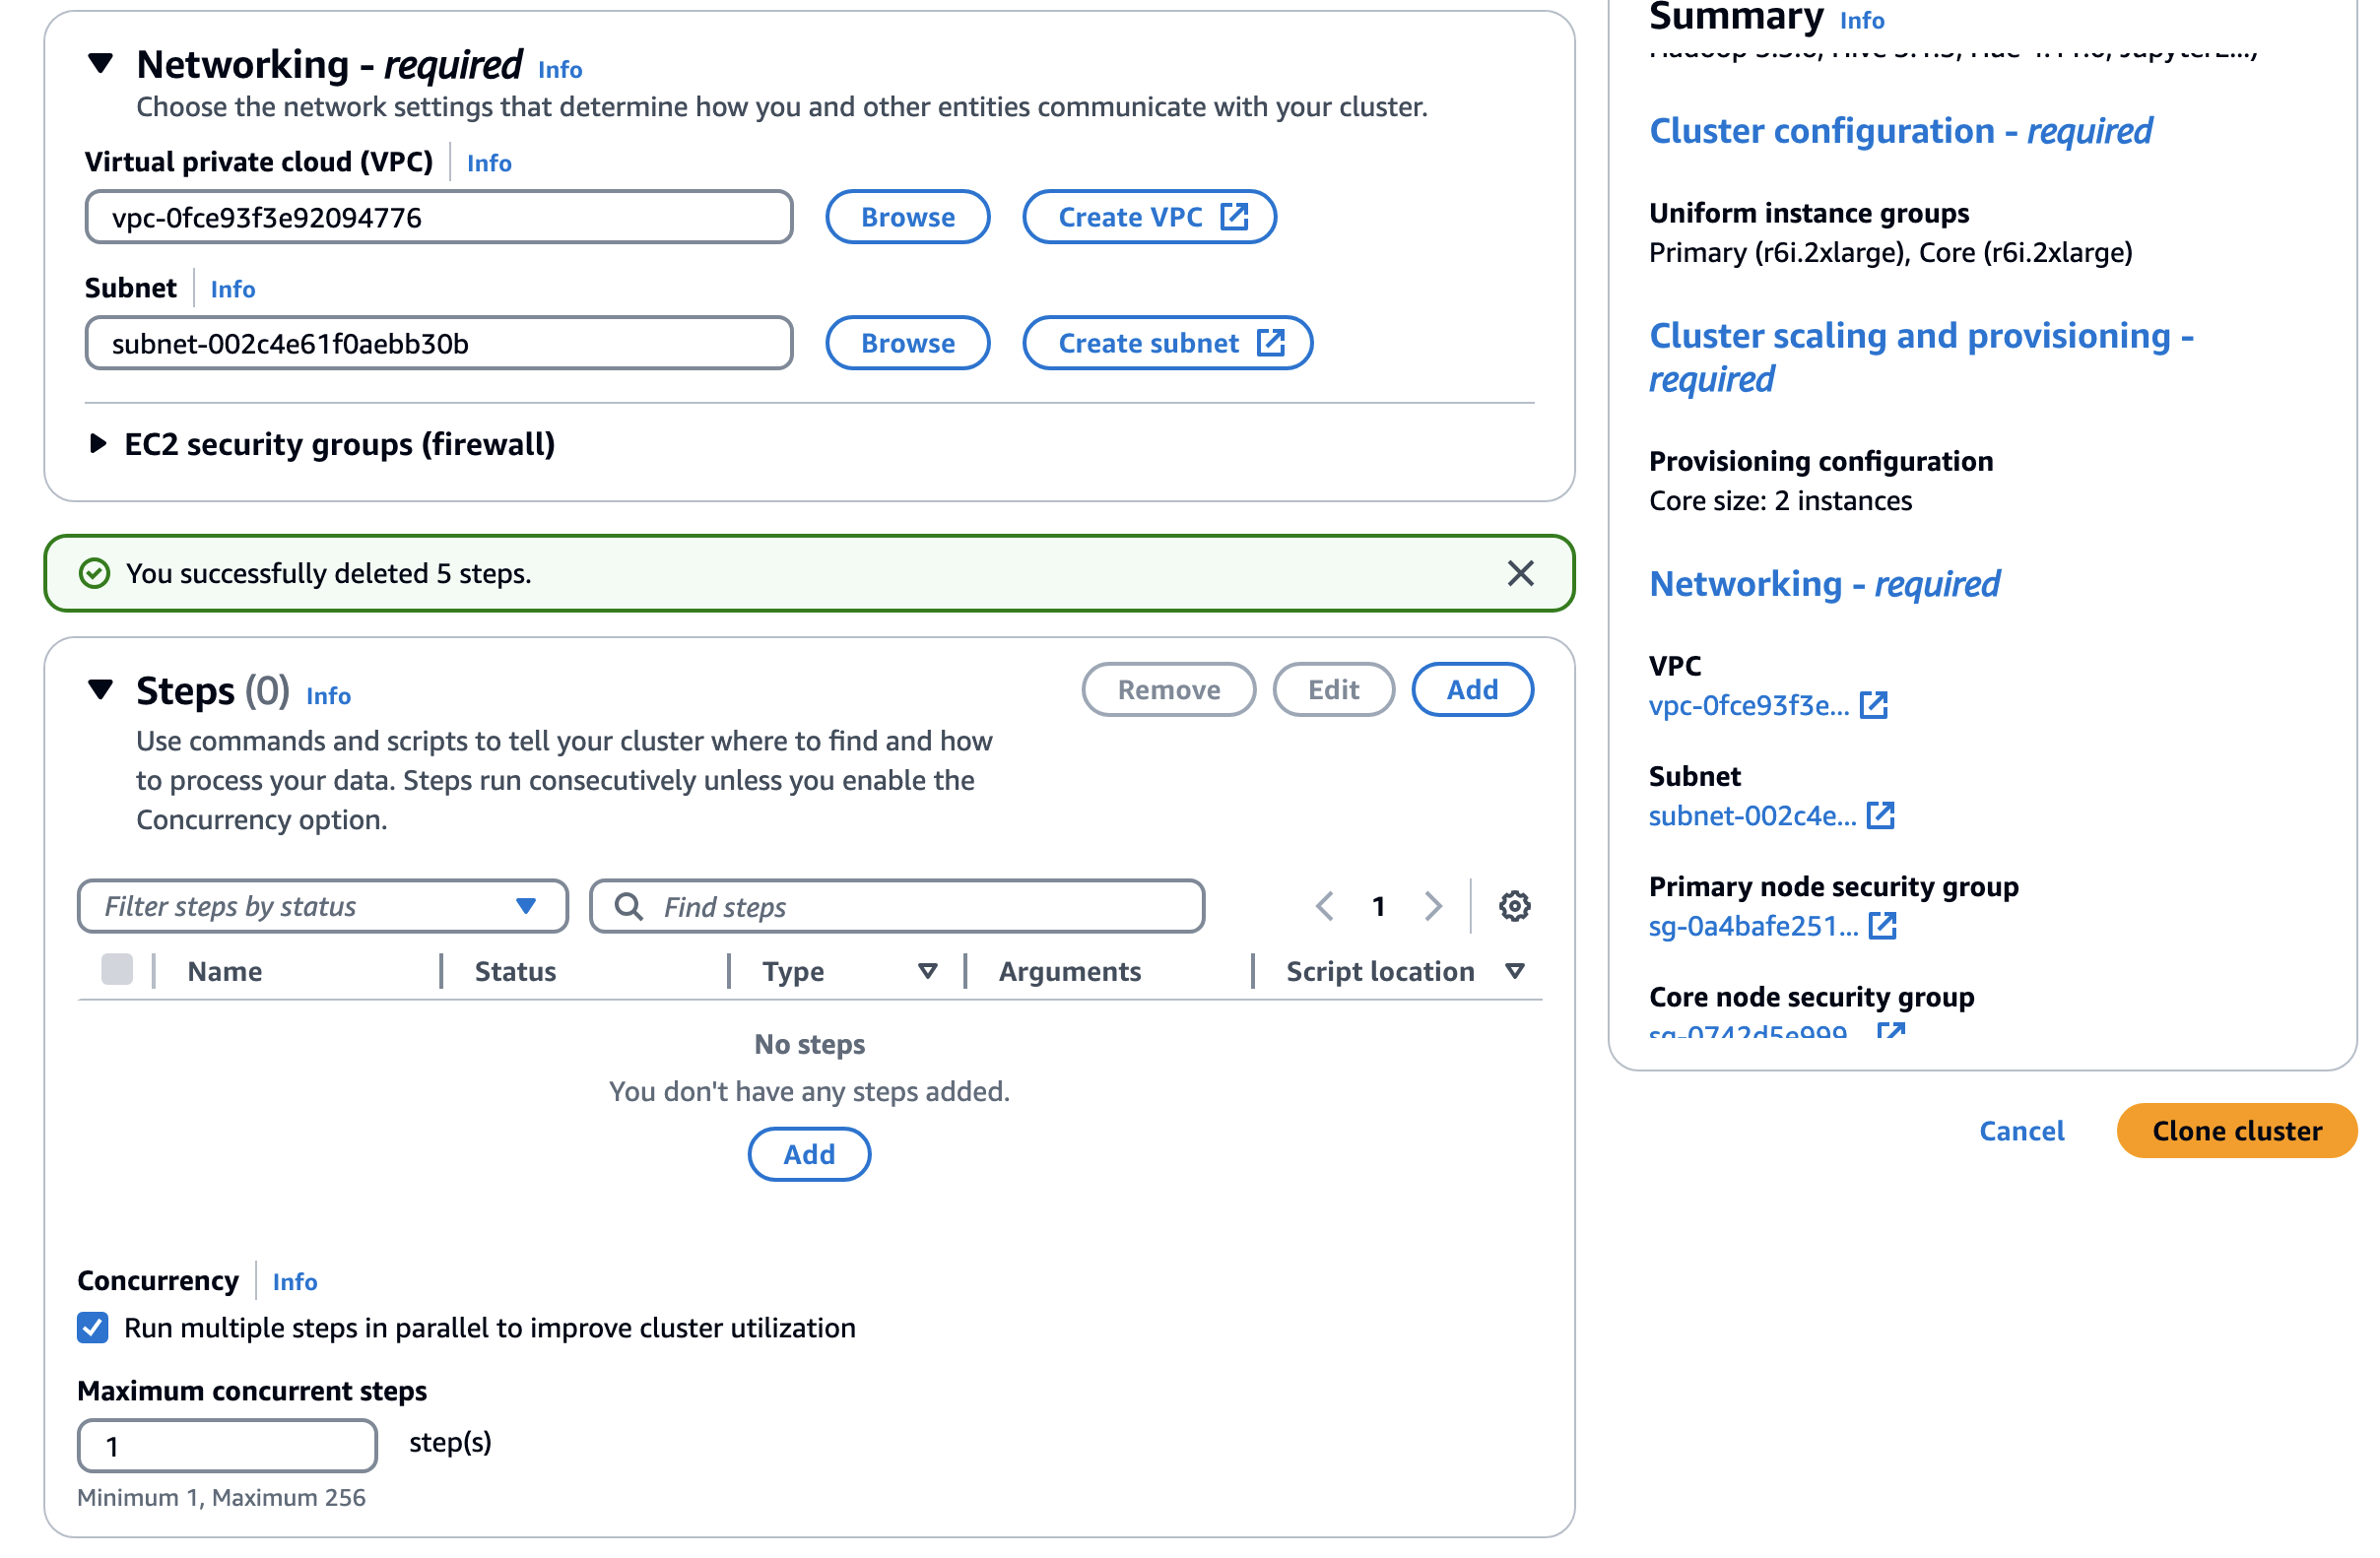 Networking - required Info
Choose the network settings that determine how you and other entities communicate with your cluster.
Virtual private cloud (VPC) Info
vpc-0fce93f3e92094776 Browse Create VPC
Subnet Info
subnet-002c4e61f0aebb30b Browse Create subnet
EC2 security groups (firewall)
You successfully deleted 5 steps.
Steps (0) Info Remove Edit Add
Use commands and scripts to tell your cluster where to find and how
to process your data. Steps run consecutively unless you enable the
Concurrency option.
Filter steps by status Find steps 1
Name Status Type Arguments Script location
No steps
You don't have any steps added.
Add
Concurrency Info
Run multiple steps in parallel to improve cluster utilization
Maximum concurrent steps
1 step(s)
Minimum 1, Maximum 256
Summary Info
Cluster configuration - required
Uniform instance groups
Primary (r6i.2xlarge), Core (r6i.2xlarge)
Cluster scaling and provisioning -
required
Provisioning configuration
Core size: 2 instances
Networking - required
VPC
vpc-0fce93f3e...
Subnet
subnet-002c4e...
Primary node security group
sg-0a4bafe251...
Core node security group
sg-0742d5e999...
Cancel Clone cluster